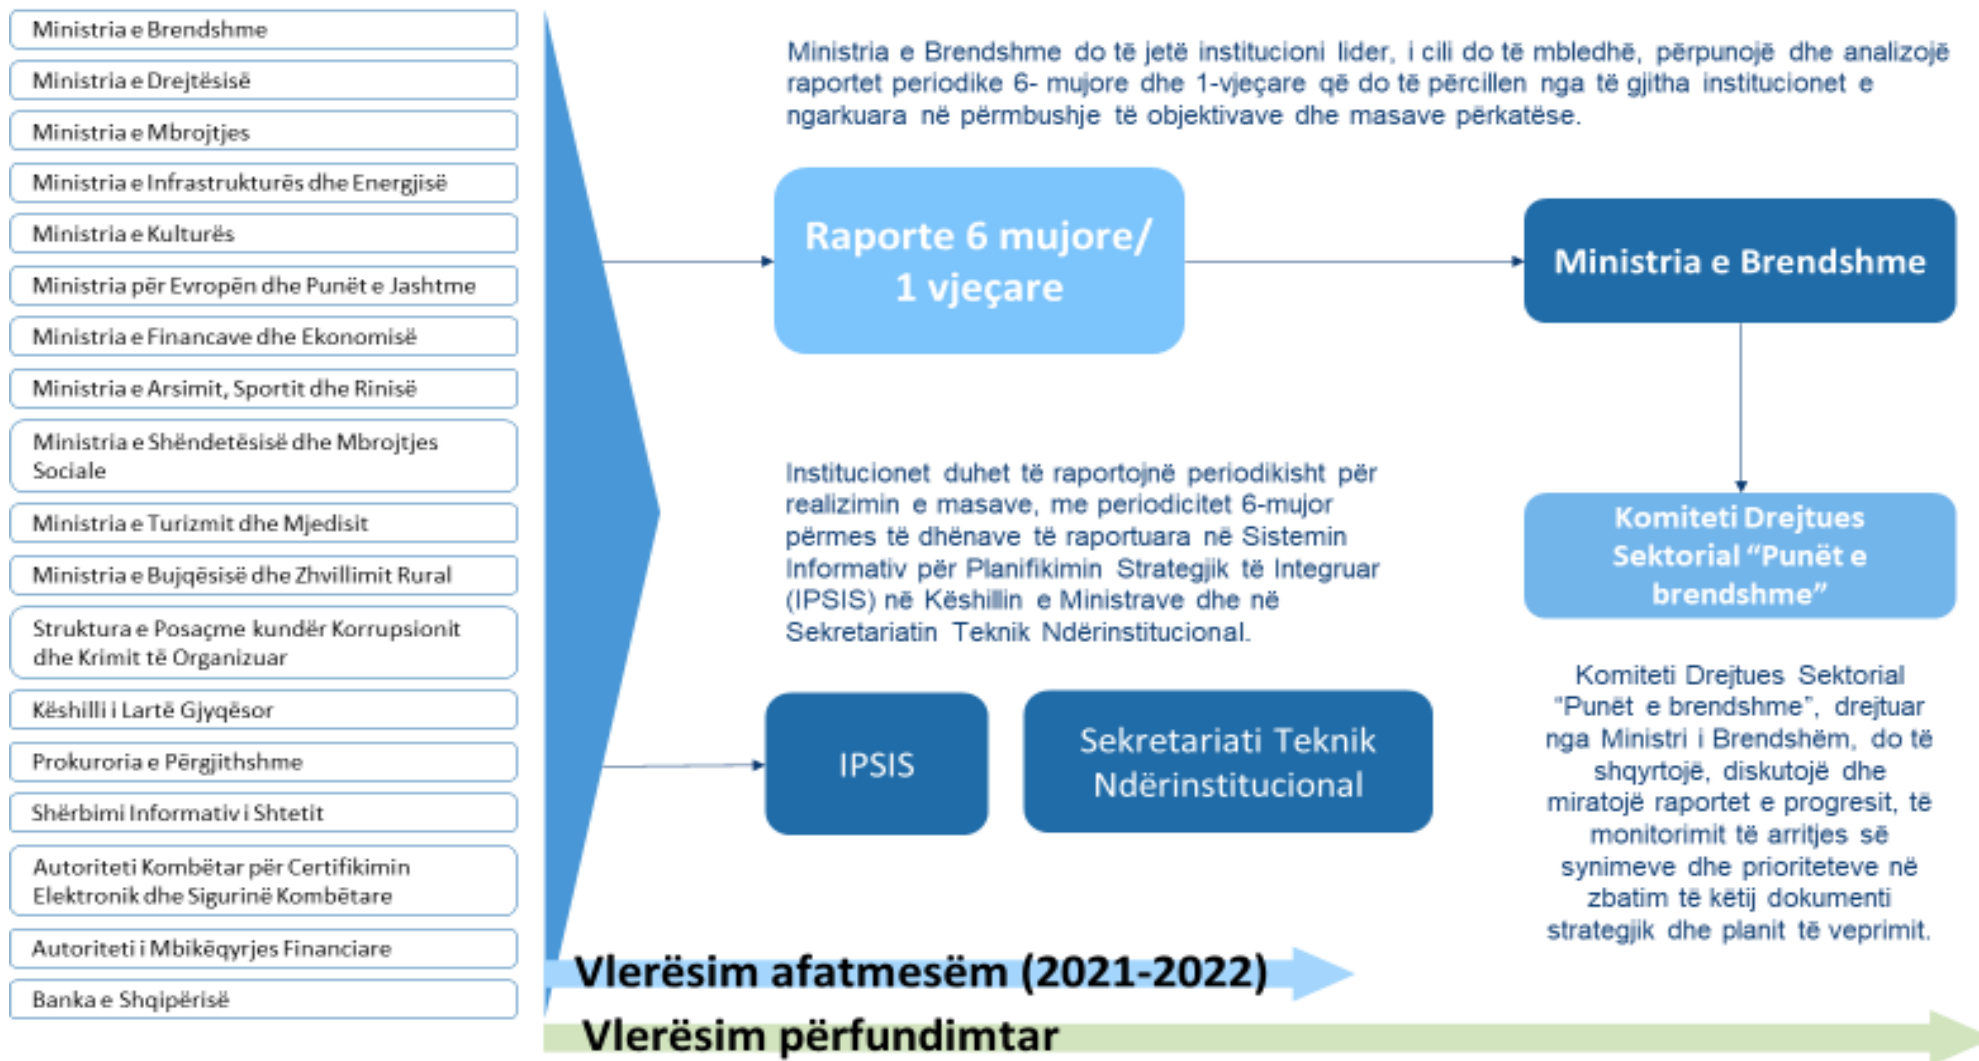 Ministria e Brendshme
Ministria e Drejtësisë
Ministria e Mbrojtjes
Ministria e Infrastrukturës dhe Energjisë
Ministria e Kulturës
Ministria për Evropën dhe Punët e Jashtme
Ministria e Financave dhe Ekonomisë
Ministria e Arsimit, Sportit dhe Rinisë
Ministria e Shëndetësisë dhe Mbrojtjes
Sociale
Ministria e Turizmit dhe Mjedisit
Ministria e Bujqësisë dhe Zhvillimit Rural
Struktura e Posaçme kundër Korrupsionit
dhe Krimit të Organizuar
Këshilli i Lartë Gjyqësor
Prokuroria e Përgjithshme
Shërbimi Informativ i Shtetit
Autoriteti Kombëtar për Certifikimin
Elektronik dhe Sigurinë Kombëtare
Autoriteti i Mbikëqyrjes Financiare
Banka e Shqipërisë
Ministria e Brendshme do të jetë institucioni lider, i cili do të mbledhë, përpunojë dhe analizojë
raportet periodike 6- mujore dhe 1-vjeçare që do të përcillen nga të gjitha institucionet e
ngarkuara në përmbushje të objektivave dhe masave përkatëse.
Raporte 6 mujore/
1 vjeçare
Ministria e Brendshme
Institucionet duhet të raportojnë periodikisht për
realizimin e masave, me periodicitet 6-mujor
përmes të dhënave të raportuara në Sistemin
Informativ për Planifikimin Strategjik të Integruar
(IPSIS) në Këshillin e Ministrave dhe në
Sekretariatin Teknik Ndërinstitucional.
Komiteti Drejtues
Sektorial “Punët e
brendshme”
IPSIS
Sekretariati Teknik
Ndërinstitucional
Komiteti Drejtues Sektorial
“Punët e brendshme”, drejtuar
nga Ministri i Brendshëm, do të
shqyrtojë, diskutojë dhe
miratojë raportet e progresit, të
monitorimit të arritjes së
synimeve dhe prioriteteve në
zbatim të këtij dokumenti
strategjik dhe planit të veprimit.
Vlerësim afatmesëm (2021-2022)
Vlerësim përfundimtar